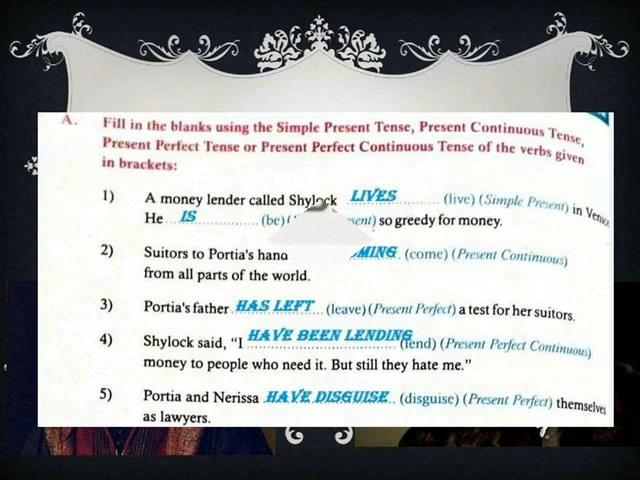 A. Fill in the blanks using the Simple Present Tense, Present Continuous Tense,
Present Perfect Tense or Present Perfect Continuous Tense of the verbs given
in brackets:
1) A money lender called Shylock LIVES (live) (Simple Present) in Venice
He IS (be) so greedy for money.
2) Suitors to Portia's hand (come) (Present Continuous)
from all parts of the world.
3) Portia's father HAS LEFT (leave) (Present Perfect) a test for her suitors.
4) Shylock said, "I HAVE BEEN LENDING (lend) (Present Perfect Continuous)
money to people who need it. But still they hate me."
5) Portia and Nerissa HAVE DISGUISE (disguise) (Present Perfect) themselves
as lawyers.